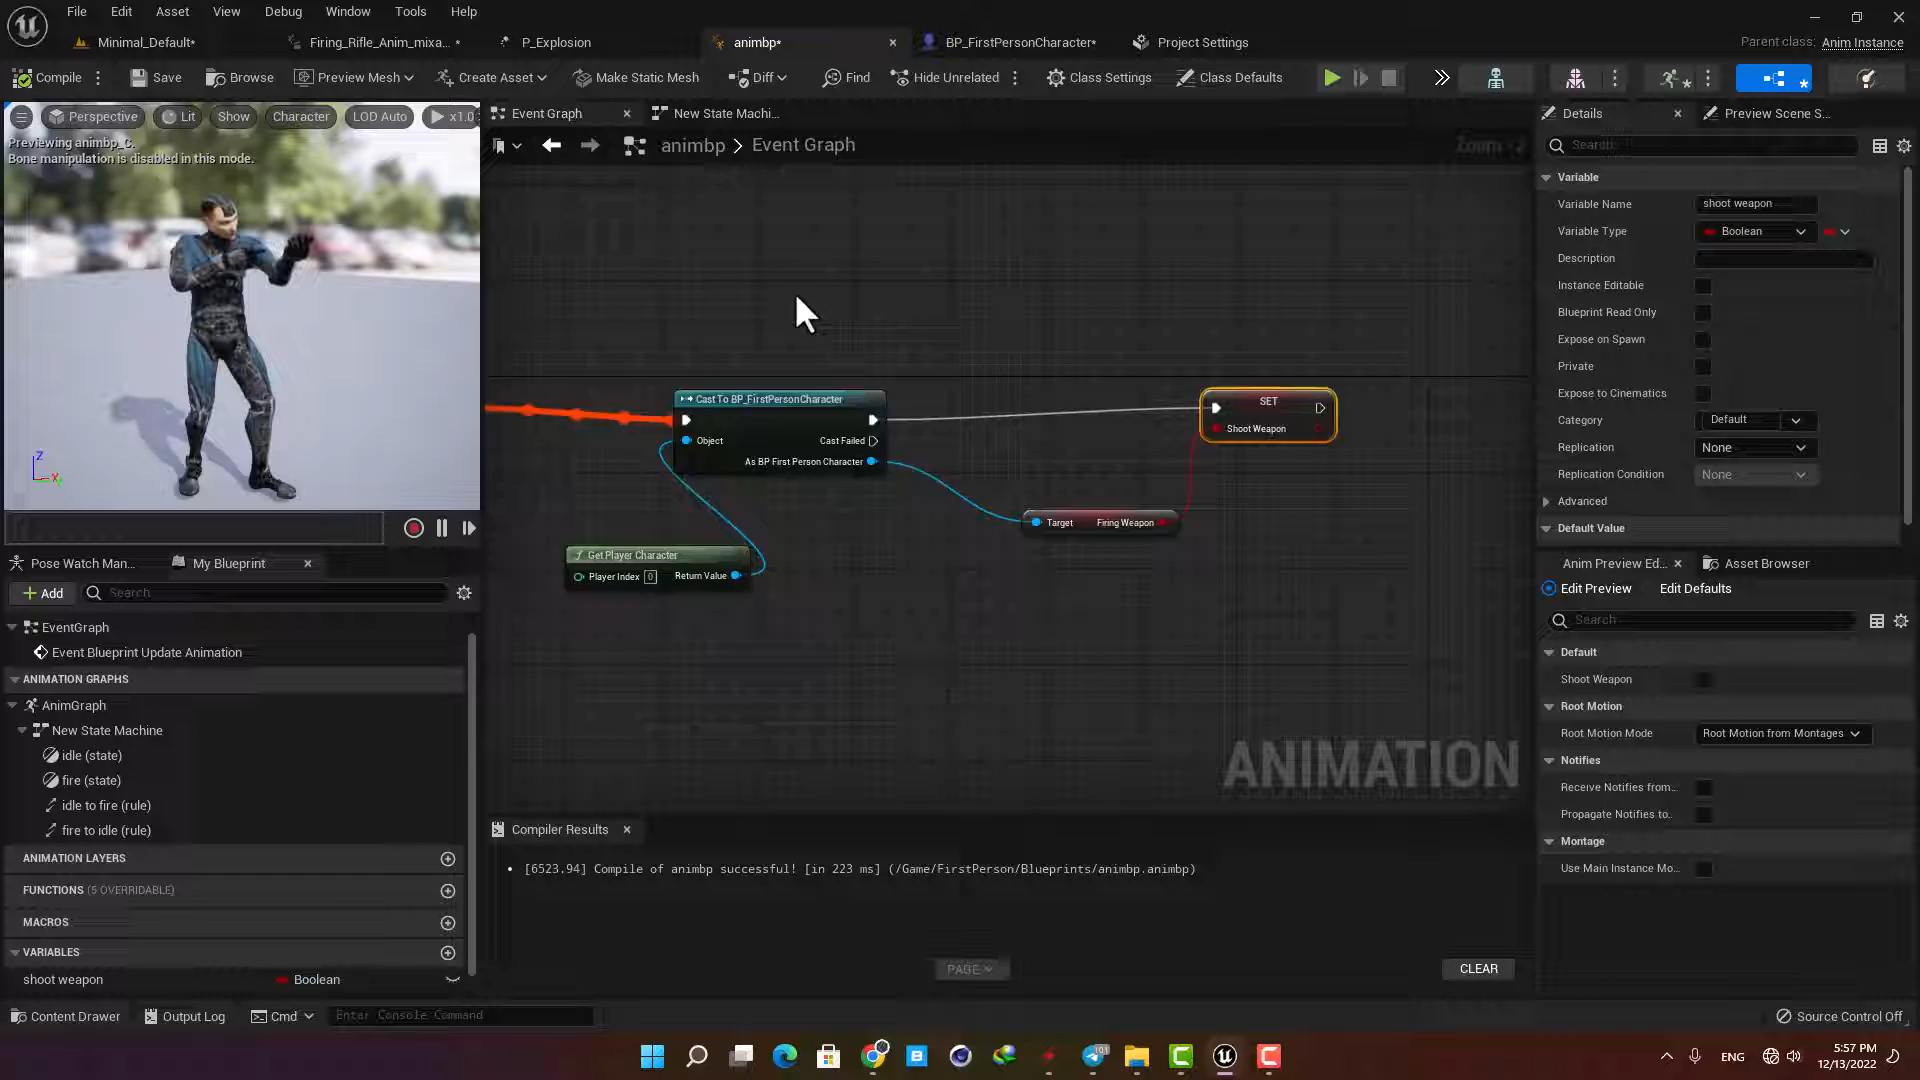 File Edit Asset View Debug Window Tools Help
Minimal_Default* Firing_Rifle_Anim_mixa... * P_Explosion animbp* BP_FirstPersonCharacter* Project Settings Parent class: Anim Instance
Compile Save Browse Preview Mesh Create Asset Make Static Mesh Diff Find Hide Unrelated Class Settings Class Defaults
Perspective Lit Show Character LOD Auto x1.0
Previewing animbp_C.
Bone manipulation is disabled in this mode.
Event Graph New State Machi...
animbp > Event Graph
Zoom
Cast To BP_FirstPersonCharacter
Object Cast Failed
As BP First Person Character
SET
Shoot Weapon
Target Firing Weapon
Get Player Character
Player Index 0 Return Value
ANIMATION
Z
Pose Watch Man... My Blueprint
Add Search
EventGraph
Event Blueprint Update Animation
ANIMATION GRAPHS
AnimGraph
New State Machine
idle (state)
fire (state)
idle to fire (rule)
fire to idle (rule)
ANIMATION LAYERS
FUNCTIONS (5 OVERRIDABLE)
MACROS
VARIABLES
shoot weapon Boolean
Compiler Results
[6523,94] Compile of animbp successful! [in 223 ms] (/Game/FirstPerson/Blueprints/animbp.animbp)
PAGE CLEAR
Details Preview Scene S...
Search
Variable
Variable Name shoot weapon
Variable Type Boolean
Description
Instance Editable
Blueprint Read Only
Expose on Spawn
Private
Expose to Cinematics
Category Default
Replication None
Replication Condition None
Advanced
Default Value
Anim Preview Ed... Asset Browser
Edit Preview Edit Defaults
Search
Default
Shoot Weapon
Root Motion
Root Motion Mode Root Motion from Montages
Notifies
Receive Notifies from...
Propagate Notifies to..
Montage
Use Main Instance Mo...
Content Drawer Output Log Cmd Enter Console Command Source Control Off
ENG 5:57 PM
12/13/2022